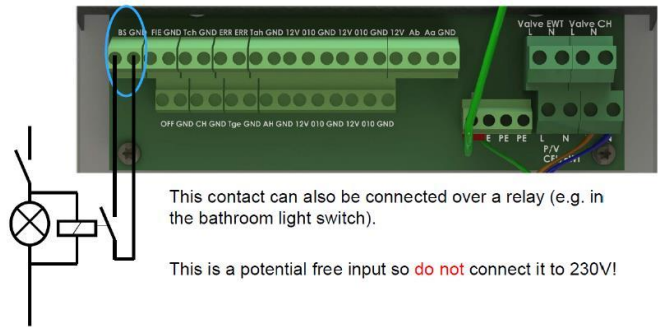 Valve EWT Valve CH
L N L N
BS GND FIE GND Tch GND ERR ERR Tah GND 12V 010 GND 12V 010 GND 12V Ab Aa GND
OFF GND CH GND Tge GND AH GND 12V 010 GND 12V 010 GND
E PE PE PE L N N
P/V
This contact can also be connected over a relay (e.g. in
the bathroom light switch).
This is a potential free input so do not connect it to 230V!